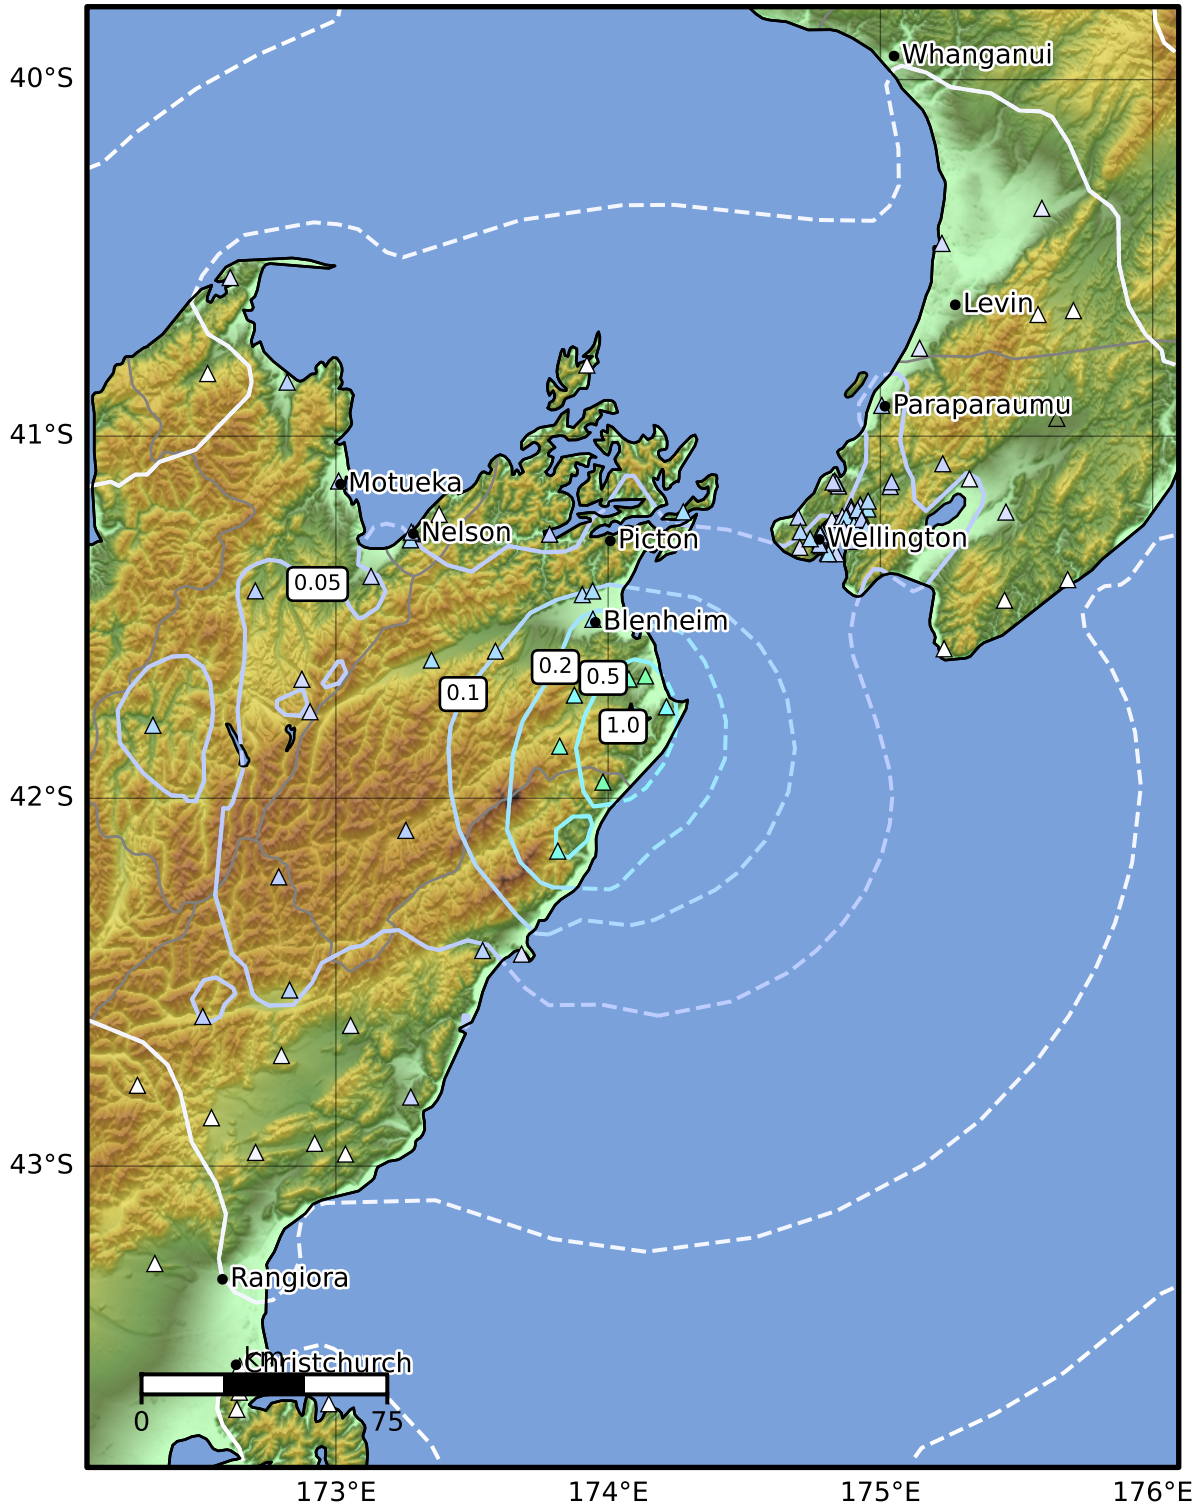 Whanganui
40°S
Levin
Paraparaumu
41°S
Motueka
Nelson
Picton
Wellington
0.05
Blenheim
0.2
0.5
0.1
1.0
42°S
43°S
Rangiora
km
Christchurch
0
75
173°E
174°E
175°E
176°E